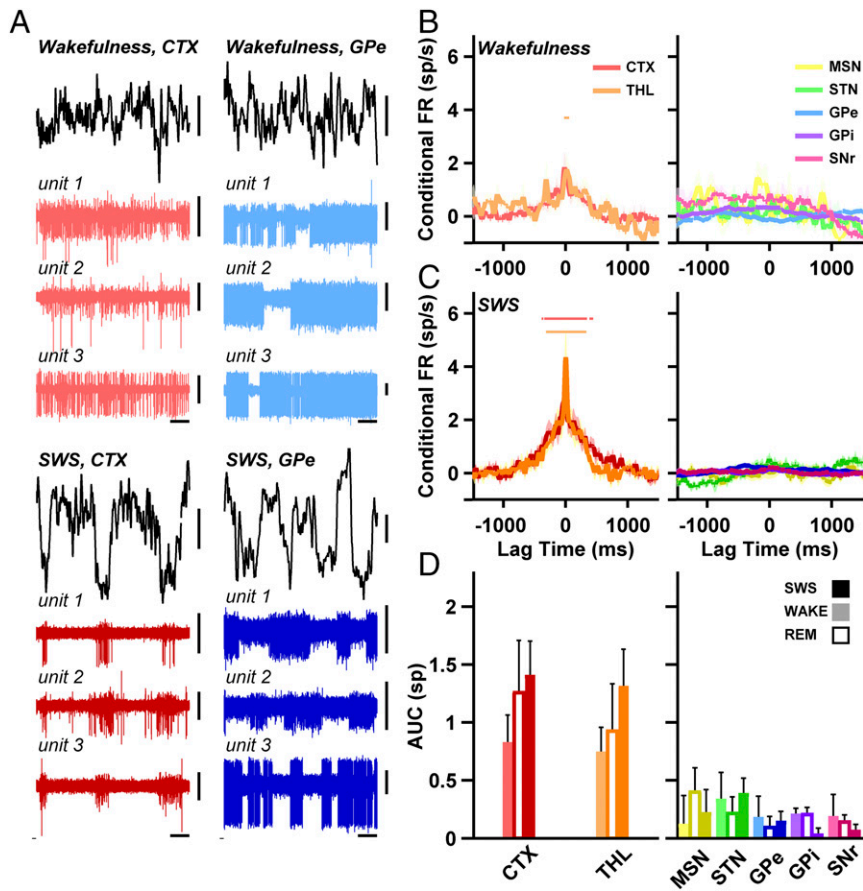 A
Wakefulness, CTX
Wakefulness, GPe
unit 1
unit 1
unit 2
unit 2
unit 3
unit 3
SWS, CTX
SWS, GPe
unit 1
unit 1
unit 2
unit 2
unit 3
unit 3
B
Wakefulness
CTX
THL
MSN
STN
GPe
GPi
SNr
Conditional FR (sp/s)
6
4
2
0
-1000 0 1000
-1000 0 1000
C
SWS
Conditional FR (sp/s)
6
4
2
0
-1000 0 1000
-1000 0 1000
Lag Time (ms)
Lag Time (ms)
D
SWS
WAKE
REM
AUC (sp)
2
1.5
1
0.5
0
CTX
THL
MSN
STN
GPe
GPi
SNr